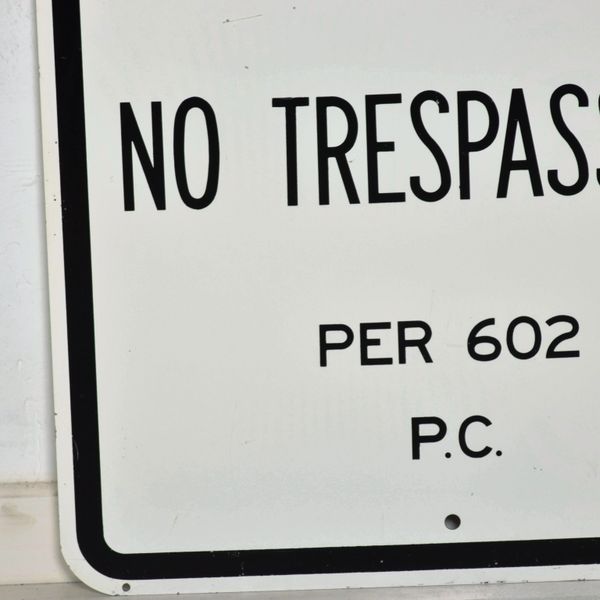 NO TRESPASS
PER 602
P.C.